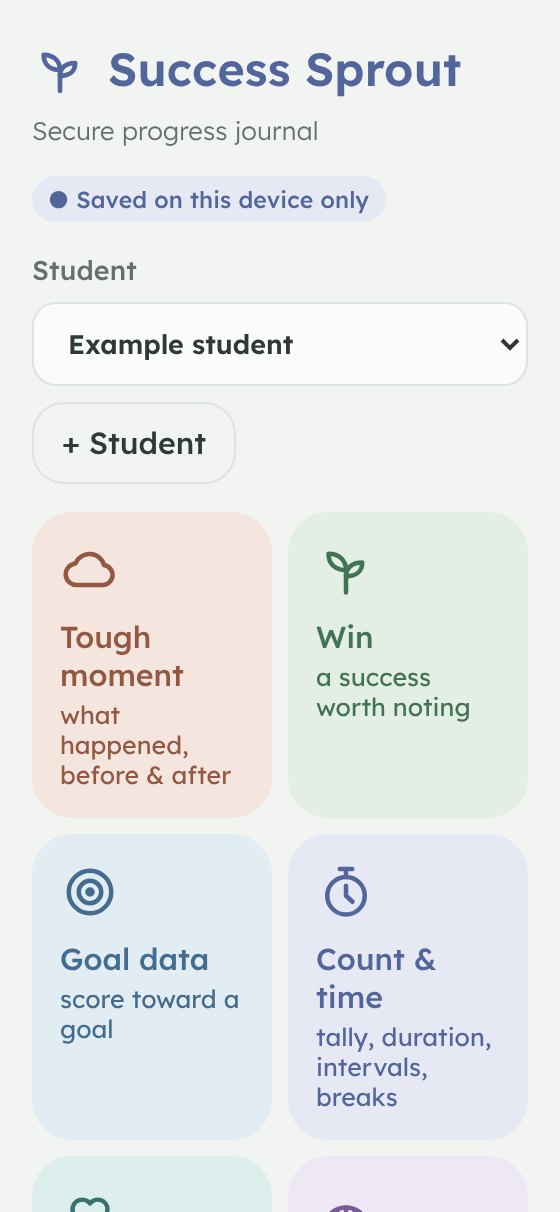 Success Sprout
Secure progress journal
Saved on this device only
Student
Example student
+ Student
Tough
moment
what
happened,
before & after
Win
a success
worth noting
Goal data
score toward a
goal
Count &
time
tally, duration,
intervals,
breaks